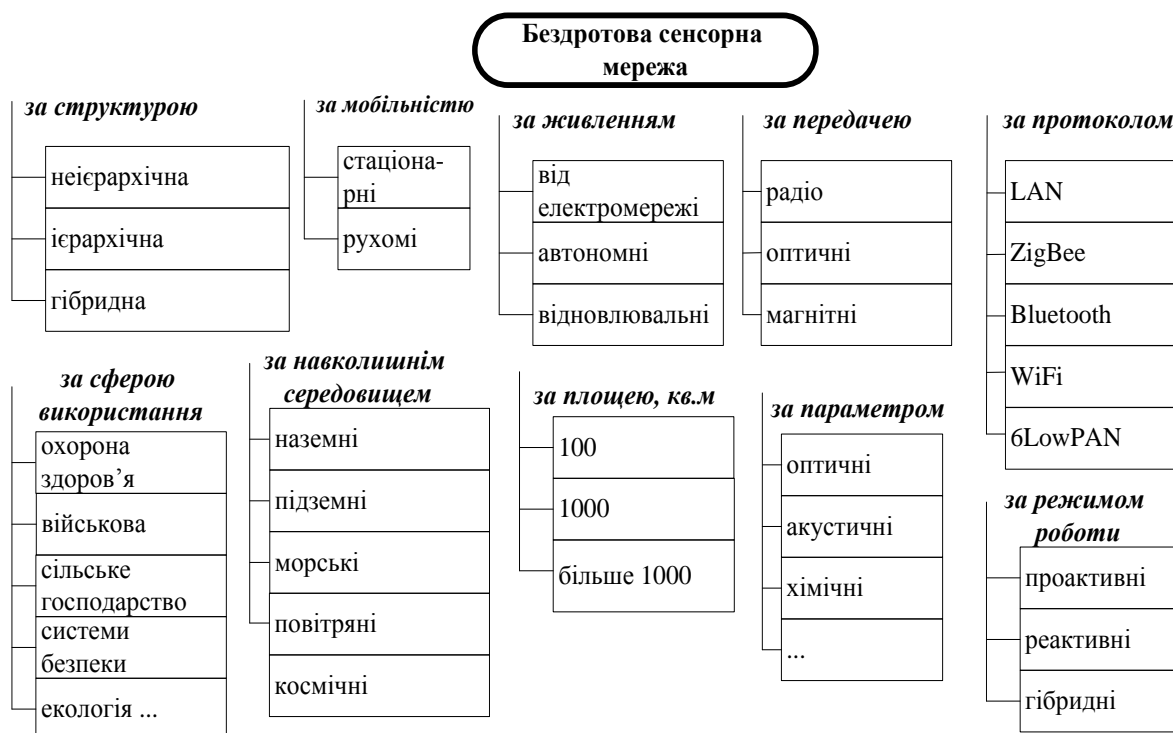 Бездротова сенсорна
мережа
за структурою
неієрархічна
ієрархічна
гібридна
за мобільністю
стаціона-
рні
рухомі
за живленням
від
електромережі
автономні
відновлювальні
за передачею
радіо
оптичні
магнітні
за протоколом
LAN
ZigBee
Bluetooth
WiFi
6LowPAN
за сферою
використання
охорона
здоров’я
військова
сільське
господарство
системи
безпеки
екологія ...
за навколишнім
середовищем
наземні
підземні
морські
повітряні
космічні
за площею, кв.м
100
1000
більше 1000
за параметром
оптичні
акустичні
хімічні
...
за режимом
роботи
проактивні
реактивні
гібридні